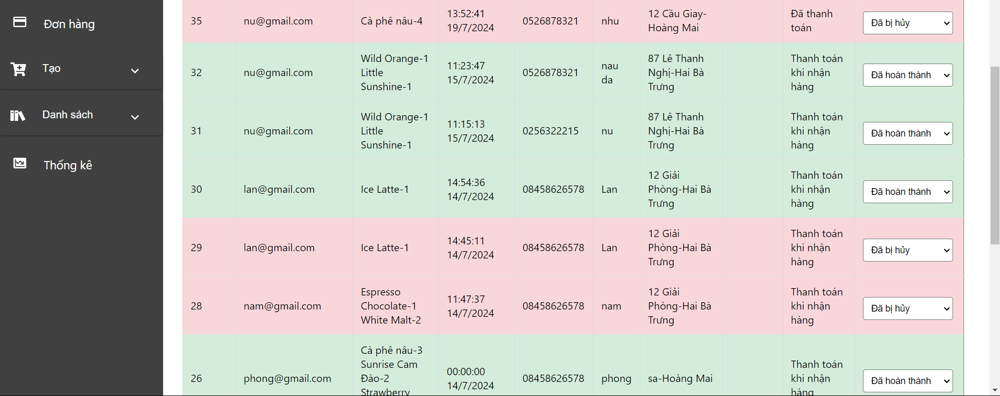 Đơn hàng
Tạo
Danh sách
Thống kê
35
nu@gmail.com
Cà phê nâu-4
13:52:41
19/7/2024
0526878321
nhu
12 Cầu Giay-
Hoàng Mai
Đã thanh
toán
Đã bị hủy
32
nu@gmail.com
Wild Orange-1
Little
Sunshine-1
11:23:47
15/7/2024
0526878321
nau
da
87 Lê Thanh
Nghị-Hai Bà
Trưng
Thanh toán
khi nhận
hàng
Đã hoàn thành
31
nu@gmail.com
Wild Orange-1
Little
Sunshine-1
11:15:13
15/7/2024
0256322215
nu
87 Lê Thanh
Nghị-Hai Bà
Trưng
Thanh toán
khi nhận
hàng
Đã hoàn thành
30
lan@gmail.com
Ice Latte-1
14:54:36
14/7/2024
08458626578
Lan
12 Giải
Phòng-Hai Bà
Trưng
Thanh toán
khi nhận
hàng
Đã hoàn thành
29
lan@gmail.com
Ice Latte-1
14:45:11
14/7/2024
08458626578
Lan
12 Giải
Phòng-Hai Bà
Trưng
Thanh toán
khi nhận
hàng
Đã bị hủy
28
nam@gmail.com
Espresso
Chocolate-1
White Malt-2
11:47:37
14/7/2024
08458626578
nam
12 Giải
Phòng-Hai Bà
Trưng
Thanh toán
khi nhận
hàng
Đã bị hủy
26
phong@gmail.com
Cà phê nâu-3
Sunrise Cam
Đào-2
Strawberry
00:00:00
14/7/2024
08458626578
phong
sa-Hoàng Mai
Thanh toán
khi nhận
hàng
Đã hoàn thành